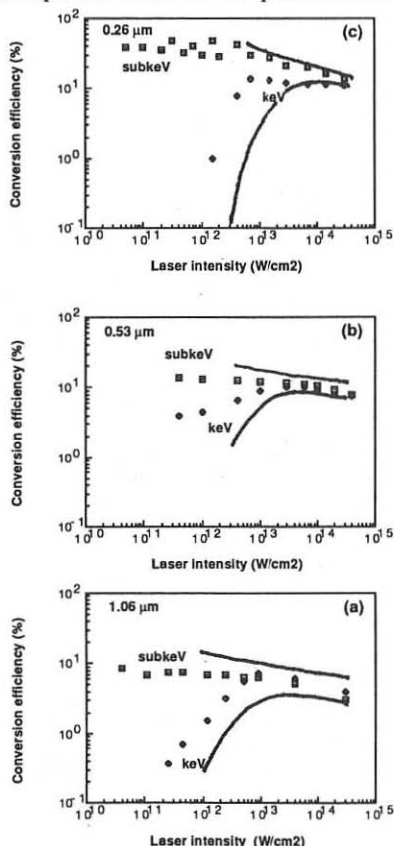 (c)
0.26 μm
subkeV
keV
Conversion efficiency (%)
10²
10¹
10⁰
10⁻¹
10¹⁰ 10¹¹ 10¹² 10¹³ 10¹⁴ 10¹⁵
Laser intensity (W/cm2)
(b)
0.53 μm
subkeV
keV
Conversion efficiency (%)
10²
10¹
10⁰
10⁻¹
10¹⁰ 10¹¹ 10¹² 10¹³ 10¹⁴ 10¹⁵
Laser intensity (W/cm2)
(a)
1.06 μm
subkeV
keV
Conversion efficiency (%)
10²
10¹
10⁰
10⁻¹
10¹⁰ 10¹¹ 10¹² 10¹³ 10¹⁴ 10¹⁵
Laser intensity (W/cm2)